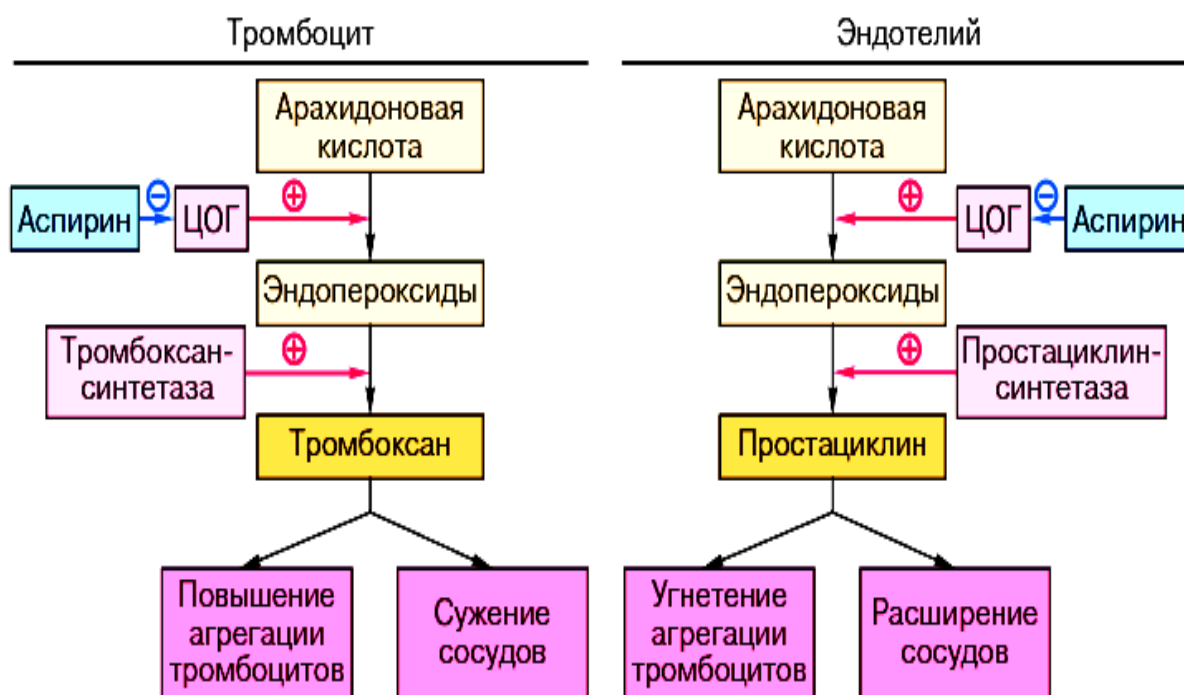 Тромбоцит
Арахидоновая
кислота
Аспирин
⊖
ЦОГ
⊕
Эндопероксиды
Тромбоксан-
синтетаза
⊕
Тромбоксан
Повышение
агрегации
тромбоцитов
Сужение
сосудов
Эндотелий
Арахидоновая
кислота
⊕
ЦОГ
⊖
Аспирин
Эндопероксиды
⊕
Простациклин-
синтетаза
Простациклин
Угнетение
агрегации
тромбоцитов
Расширение
сосудов